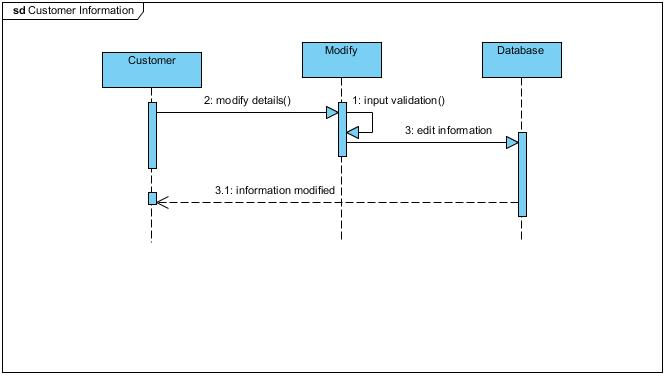 sd Customer Information
Customer
Modify
Database
2: modify details()
1: input validation()
3: edit information
3.1: information modified